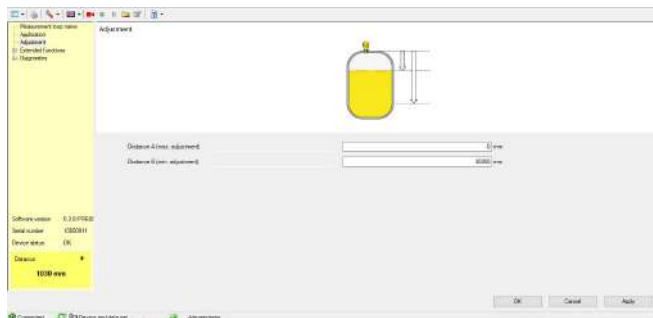 Measurement loop name
Application
Adjustment
Extended functions
Diagnostics
Adjustment
Distance A (max. adjustment)
0 mm
Distance B (min. adjustment)
mm
Software version
Serial number
Device status OK
Distance
1030 mm
OK Cancel Apply
Connected